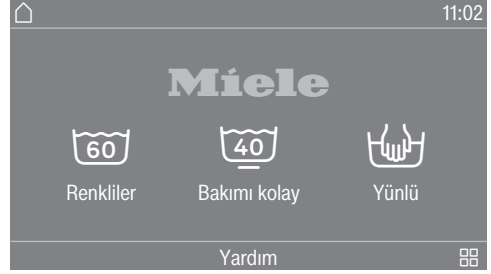 11:02
Miele
60
40
Renkliler
Bakımı kolay
Yünlü
Yardım